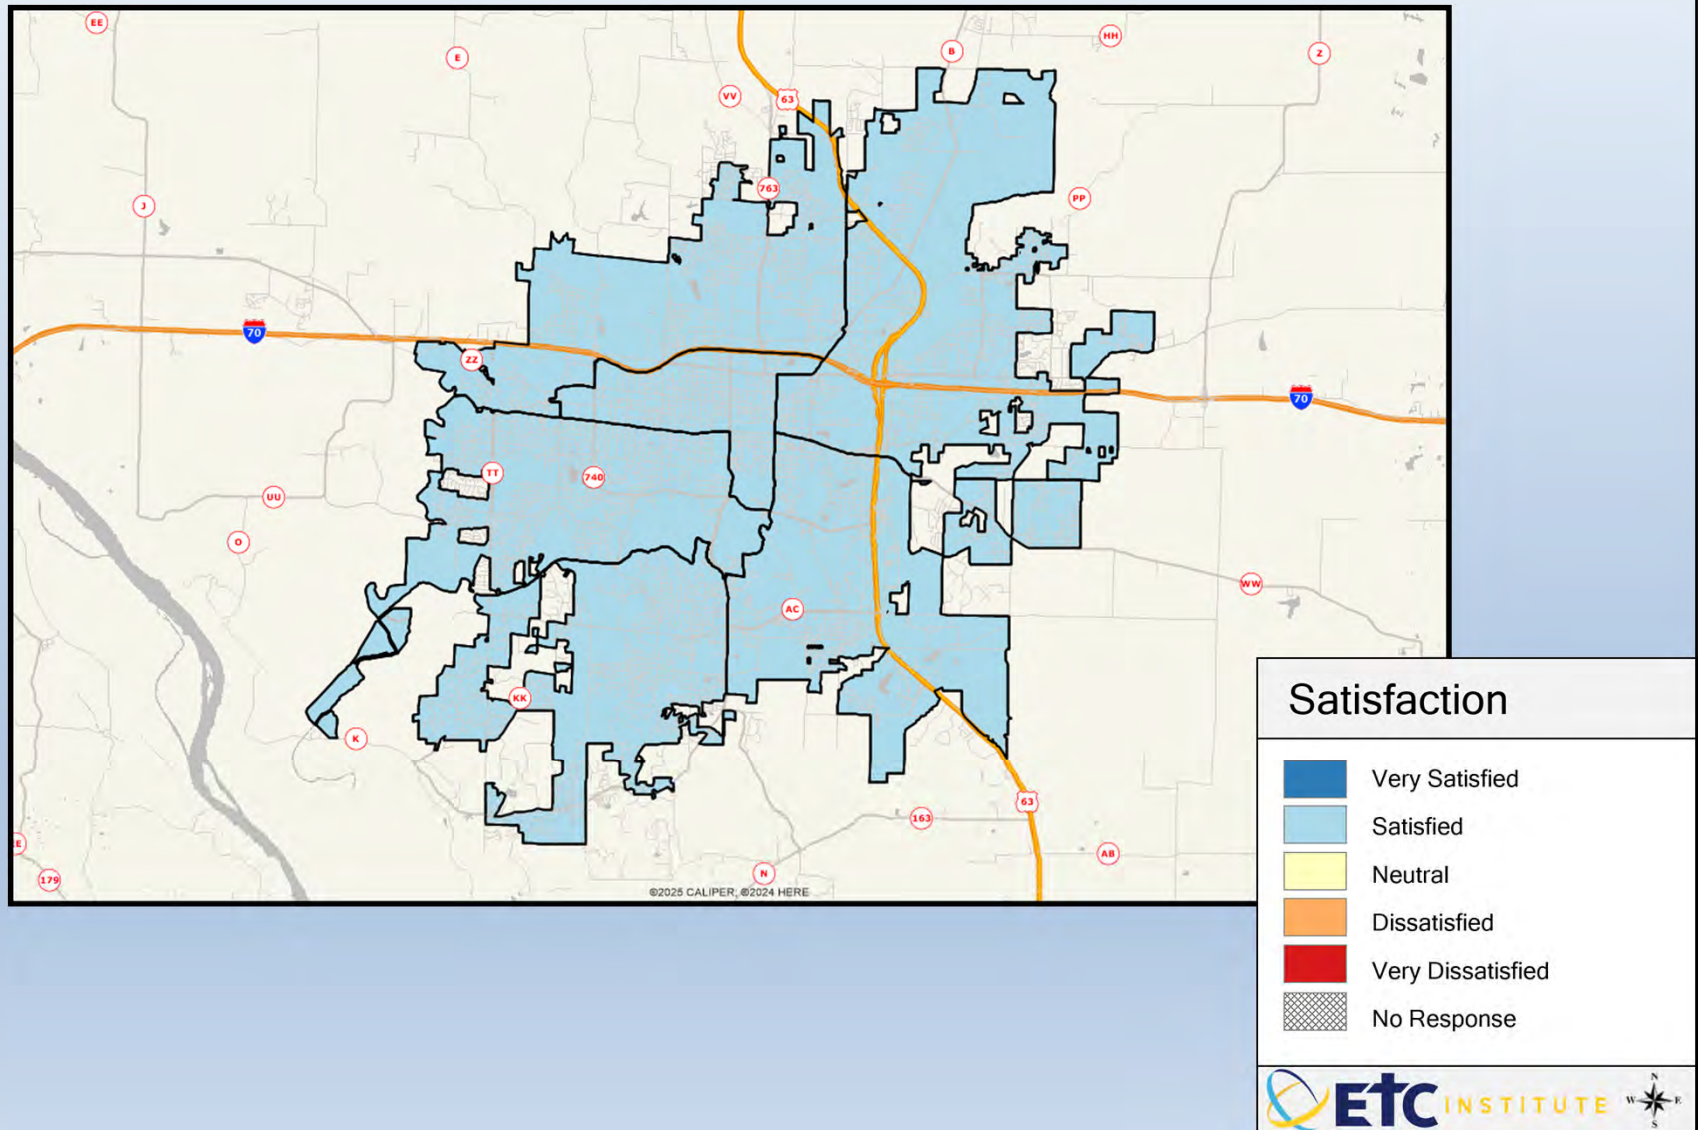 EE
E
B
HH
Z
VV
63
763
J
PP
70
ZZ
70
TT
740
UU
O
WW
AC
KK
K
63
163
E
AB
179
N
©2025 CALIPER; ©2024 HERE
Satisfaction
Very Satisfied
Satisfied
Neutral
Dissatisfied
Very Dissatisfied
No Response
ETC INSTITUTE
N
W E
S